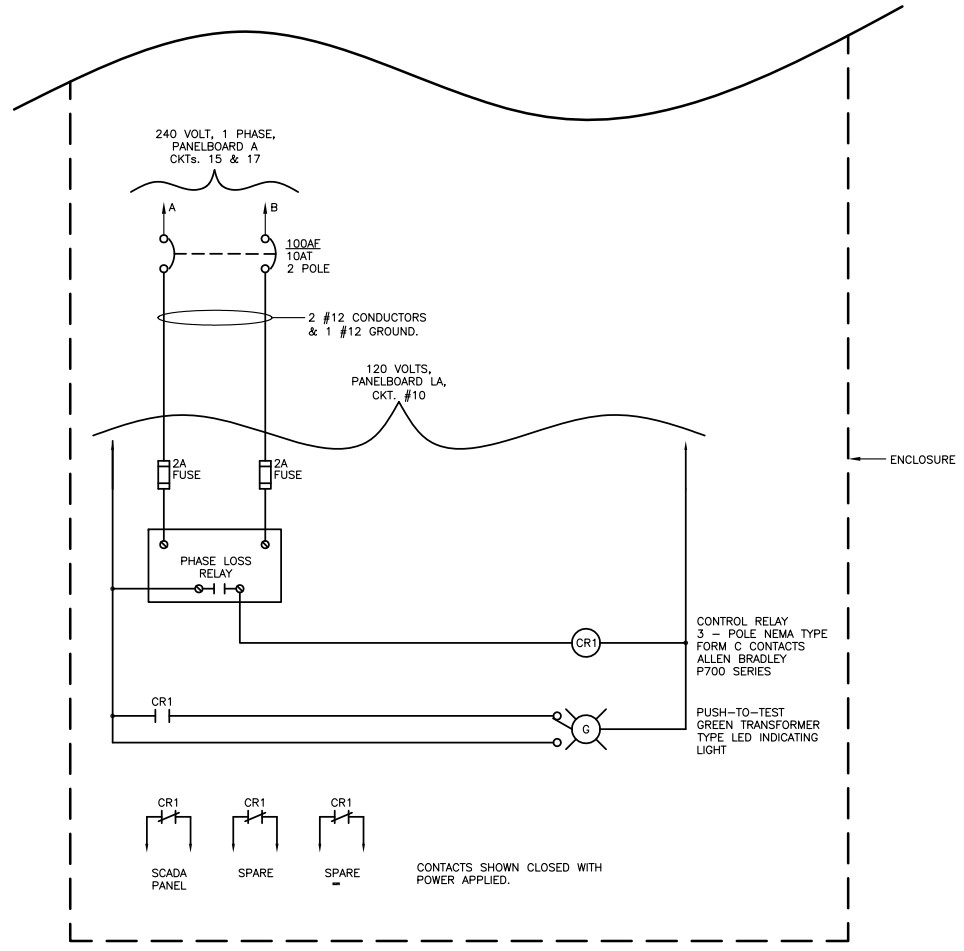 240 VOLT, 1 PHASE,
PANELBOARD A
CKTs. 15 & 17
A
B
100AF
10AT
2 POLE
2 #12 CONDUCTORS
& 1 #12 GROUND.
120 VOLTS,
PANELBOARD LA,
CKT. #10
ENCLOSURE
2A
FUSE
2A
FUSE
PHASE LOSS
RELAY
CR1
CONTROL RELAY
3 – POLE NEMA TYPE
FORM C CONTACTS
ALLEN BRADLEY
P700 SERIES
CR1
G
PUSH-TO-TEST
GREEN TRANSFORMER
TYPE LED INDICATING
LIGHT
CR1
CR1
CR1
SCADA
PANEL
SPARE
SPARE
CONTACTS SHOWN CLOSED WITH
POWER APPLIED.